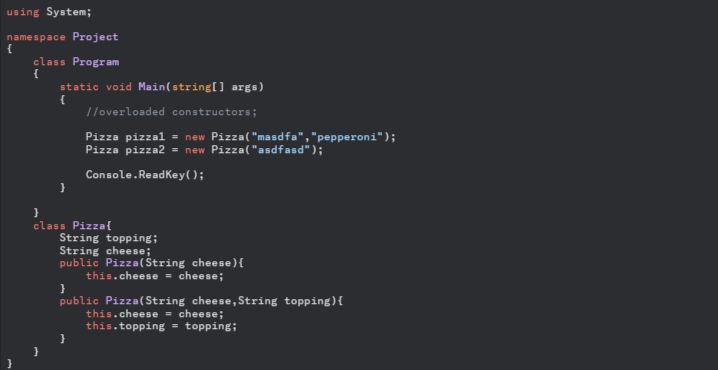 using System;
namespace Project
{
class Program
{
static void Main(string[] args)
{
//overloaded constructors;
Pizza pizza1 = new Pizza("masdfa","pepperoni");
Pizza pizza2 = new Pizza("asdfasd");
Console.ReadKey();
}
}
class Pizza{
String topping;
String cheese;
public Pizza(String cheese){
this.cheese = cheese;
}
public Pizza(String cheese,String topping){
this.cheese = cheese;
this.topping = topping;
}
}
}